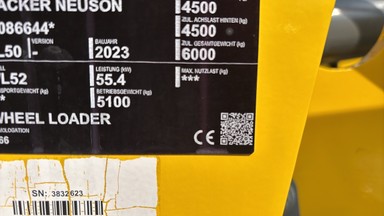 ACKER NEUSON
4500
ZUL. ACHSLAST HINTEN (kg)
086644*
4500
VERSION
BAUJAHR
ZUL. GESAMTGEWICHT (kg)
L50
-
2023
6000
LEISTUNG (kW)
MAX. NUTZLAST (kg)
L52
55.4
***
BETRIEBSGEWICHT (kg)
*
5100
WHEEL LOADER
CE
66
SN: 3832623